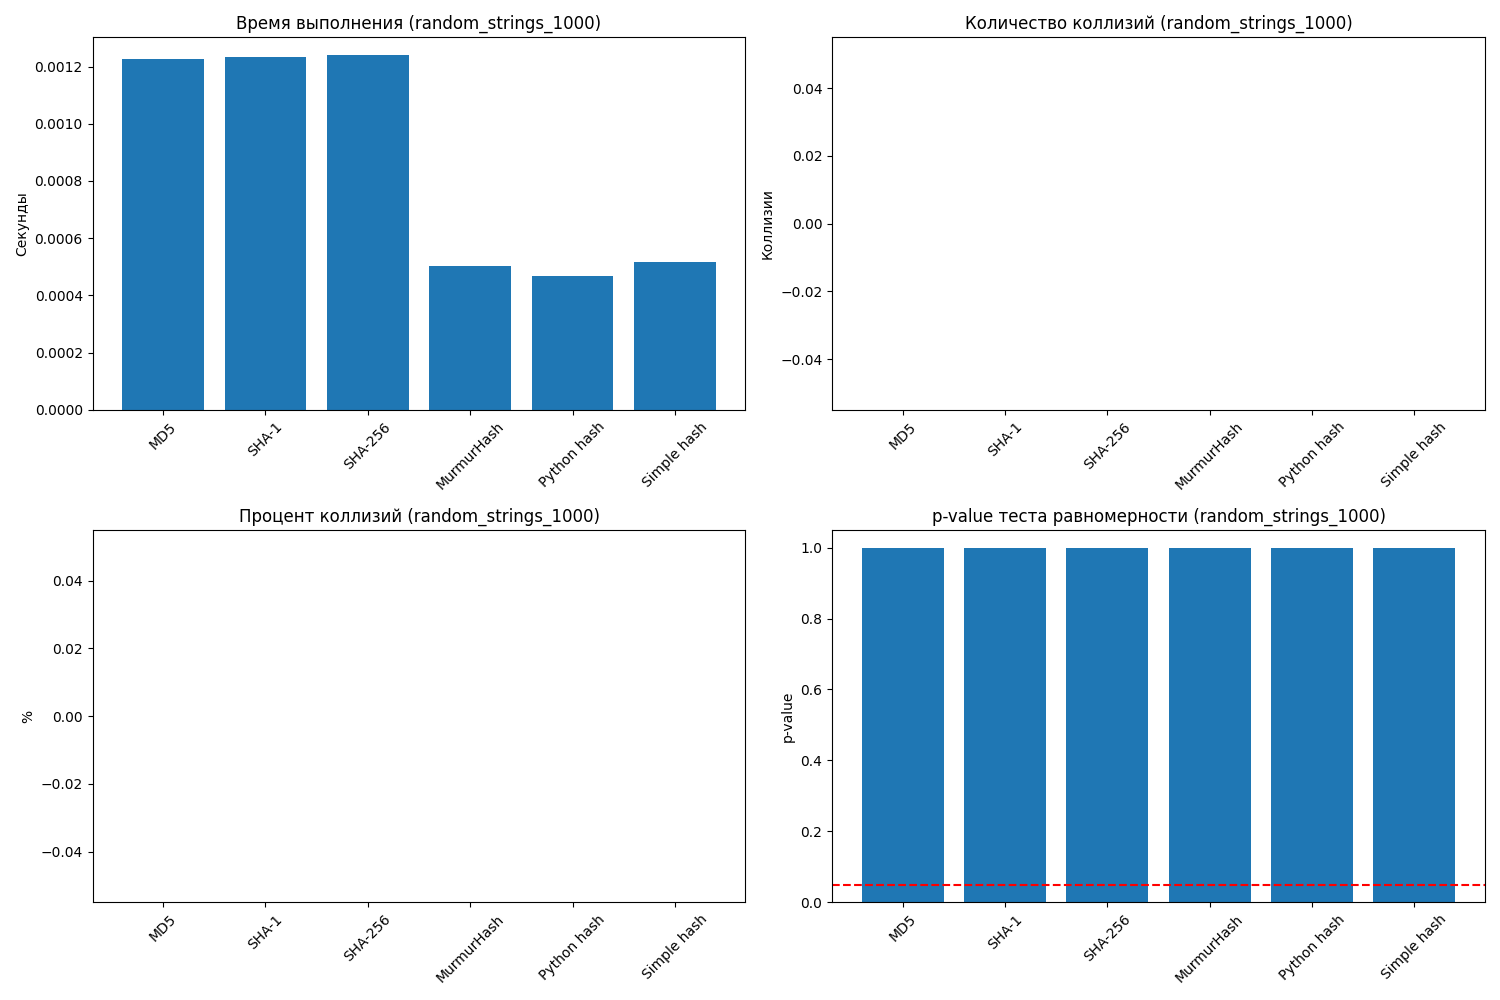 Время выполнения (random_strings_1000)
Секунды
0.0012
0.0010
0.0008
0.0006
0.0004
0.0002
0.0000
MD5
SHA-1
SHA-256
MurmurHash
Python hash
Simple hash
Количество коллизий (random_strings_1000)
Коллизии
0.04
0.02
0.00
−0.02
−0.04
MD5
SHA-1
SHA-256
MurmurHash
Python hash
Simple hash
Процент коллизий (random_strings_1000)
%
0.04
0.02
0.00
−0.02
−0.04
MD5
SHA-1
SHA-256
MurmurHash
Python hash
Simple hash
p-value теста равномерности (random_strings_1000)
p-value
1.0
0.8
0.6
0.4
0.2
0.0
MD5
SHA-1
SHA-256
MurmurHash
Python hash
Simple hash